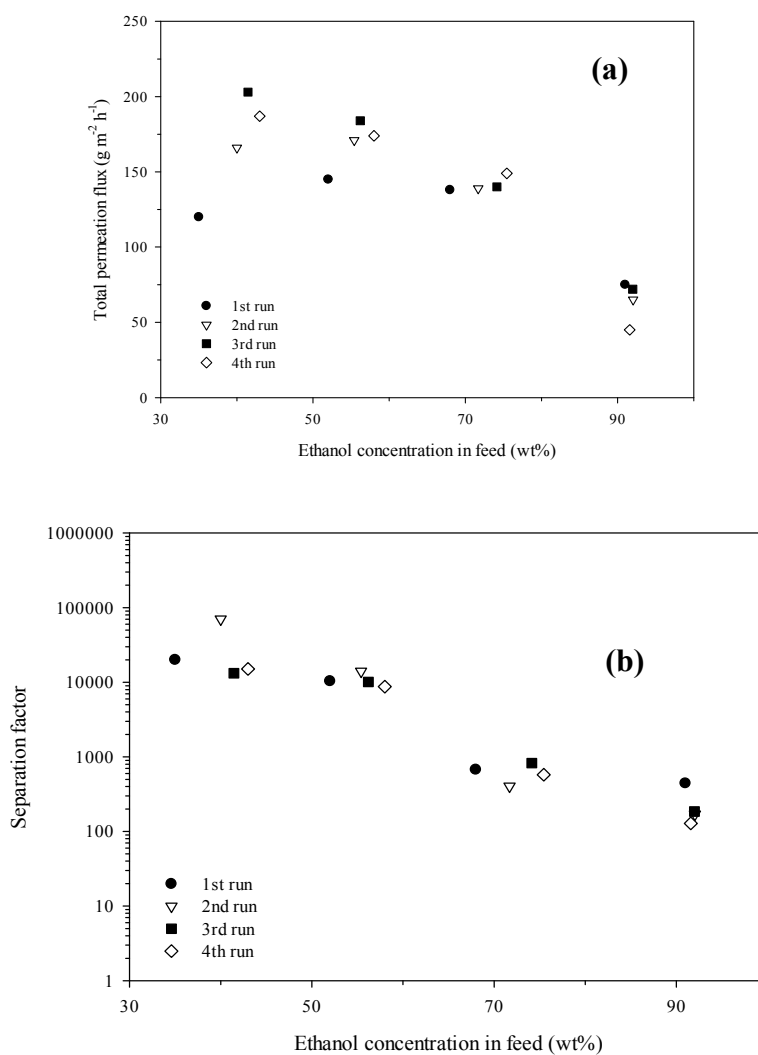 (a)
250
200
150
100
50
0
Total permeation flux (g m⁻² h⁻¹)
1st run
2nd run
3rd run
4th run
30 50 70 90
Ethanol concentration in feed (wt%)
(b)
1000000
100000
10000
1000
100
10
1
Separation factor
1st run
2nd run
3rd run
4th run
30 50 70 90
Ethanol concentration in feed (wt%)